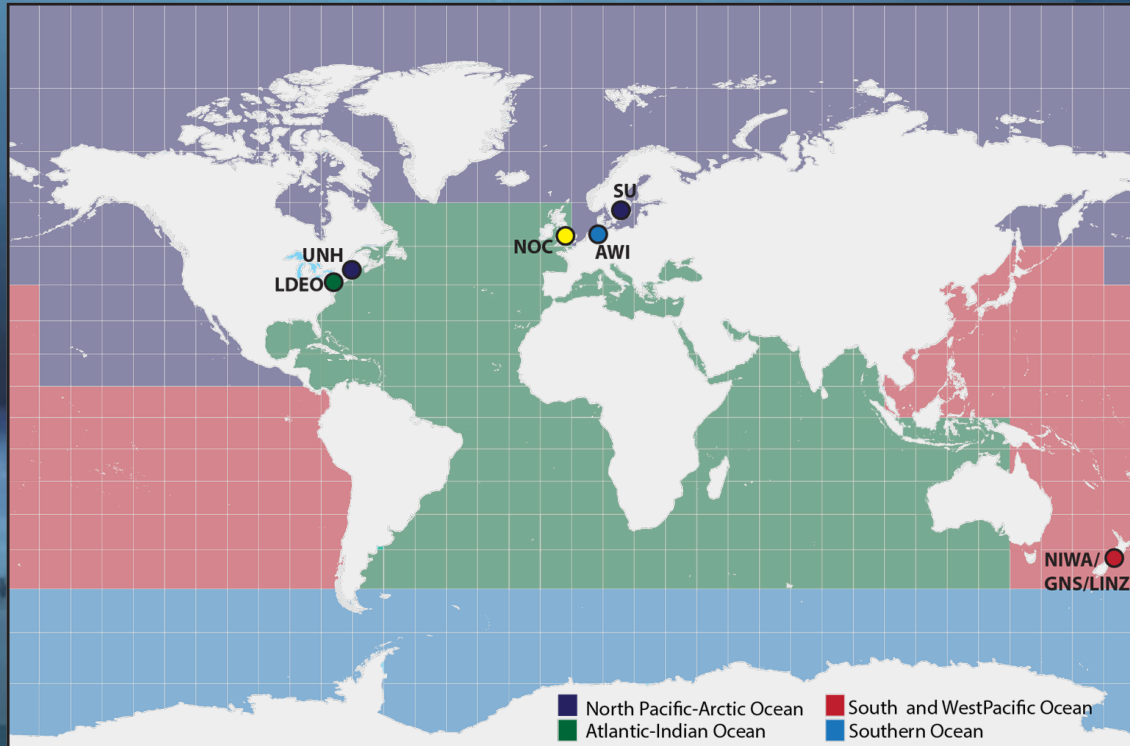 SU
NOC
AWI
UNH
LDEO
NIWA/
GNS/LINZ
North Pacific-Arctic Ocean
South and WestPacific Ocean
Atlantic-Indian Ocean
Southern Ocean